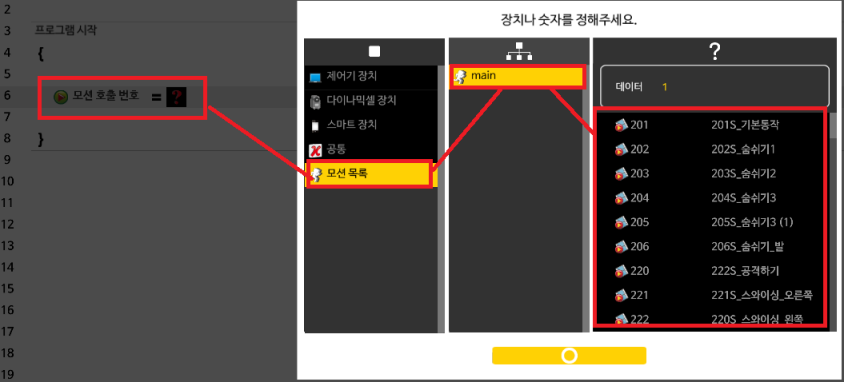 장치나 숫자를 정해주세요.
2
3 프로그램 시작
4 {
5
6 모션 호출 번호 = ?
7
8 }
9
10
11
12
13
14
15
16
17
18
19
제어기 장치
다이나믹셀 장치
스마트 장치
공통
모션 목록
main
?
데이터 1
201 201S_기본동작
202 202S_숨쉬기1
203 203S_숨쉬기2
204 204S_숨쉬기3
205 205S_숨쉬기3 (1)
206 206S_숨쉬기_발
220 222S_공격하기
221 221S_스와이싱_오른쪽
222 220S_스와이싱_왼쪽